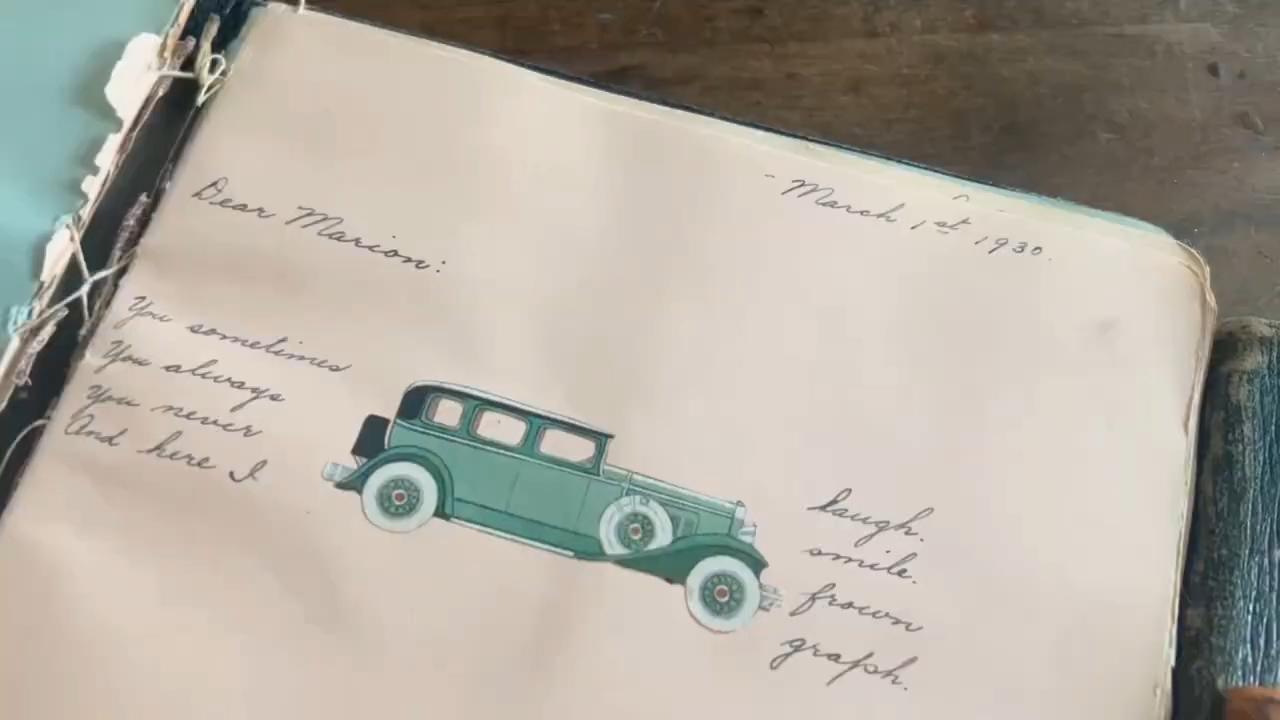 - March 1st 1930.
Dear Marion:
You sometimes laugh.
You always smile.
You never frown
And here I graph.